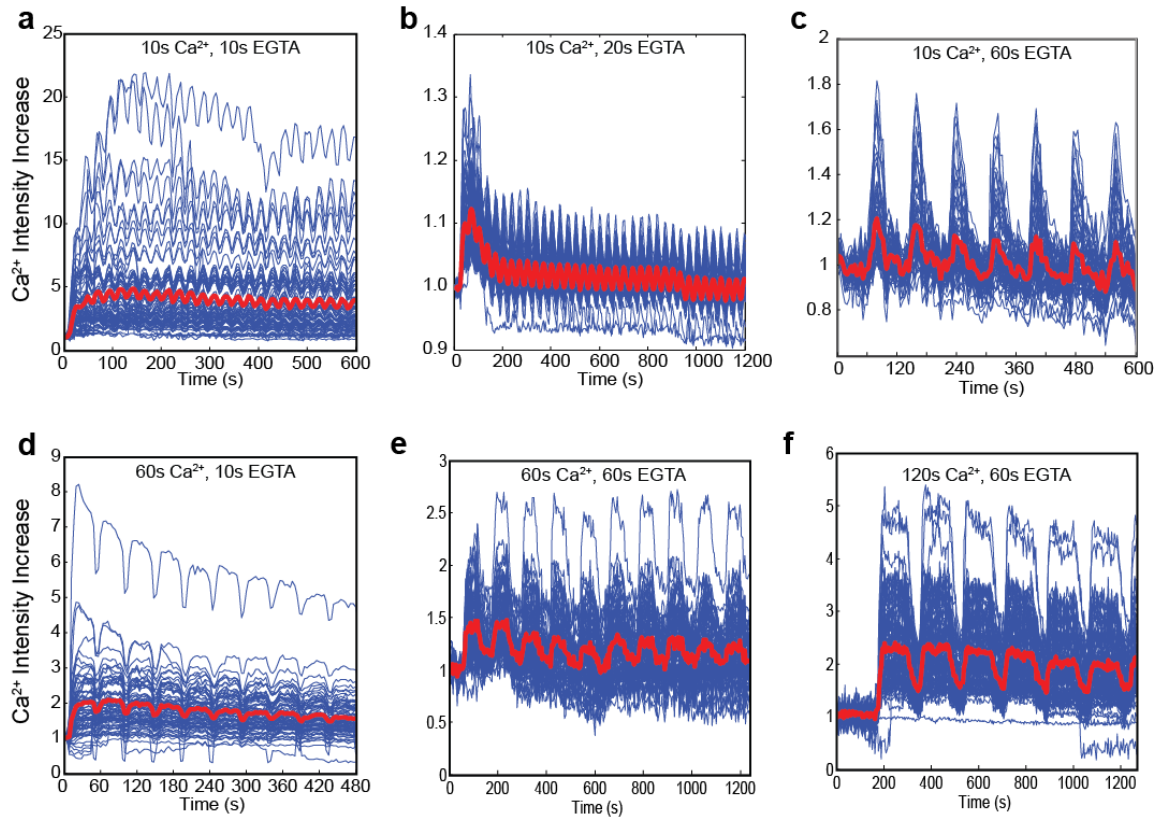 a
10s Ca²⁺, 10s EGTA
Ca²⁺ Intensity Increase
25
20
15
10
5
0
0 100 200 300 400 500 600
Time (s)
b
10s Ca²⁺, 20s EGTA
1.4
1.3
1.2
1.1
1.0
0.9
0 200 400 600 800 1000 1200
Time (s)
c
10s Ca²⁺, 60s EGTA
2
1.8
1.6
1.4
1.2
1
0.8
0 120 240 360 480 600
Time (s)
d
60s Ca²⁺, 10s EGTA
Ca²⁺ Intensity Increase
9
8
7
6
5
4
3
2
1
0
0 60 120 180 240 300 360 420 480
Time (s)
e
60s Ca²⁺, 60s EGTA
3
2.5
2
1.5
1
0.5
0
0 200 400 600 800 1000 1200
Time (s)
f
120s Ca²⁺, 60s EGTA
6
5
4
3
2
1
0
0 200 400 600 800 1000 1200
Time (s)